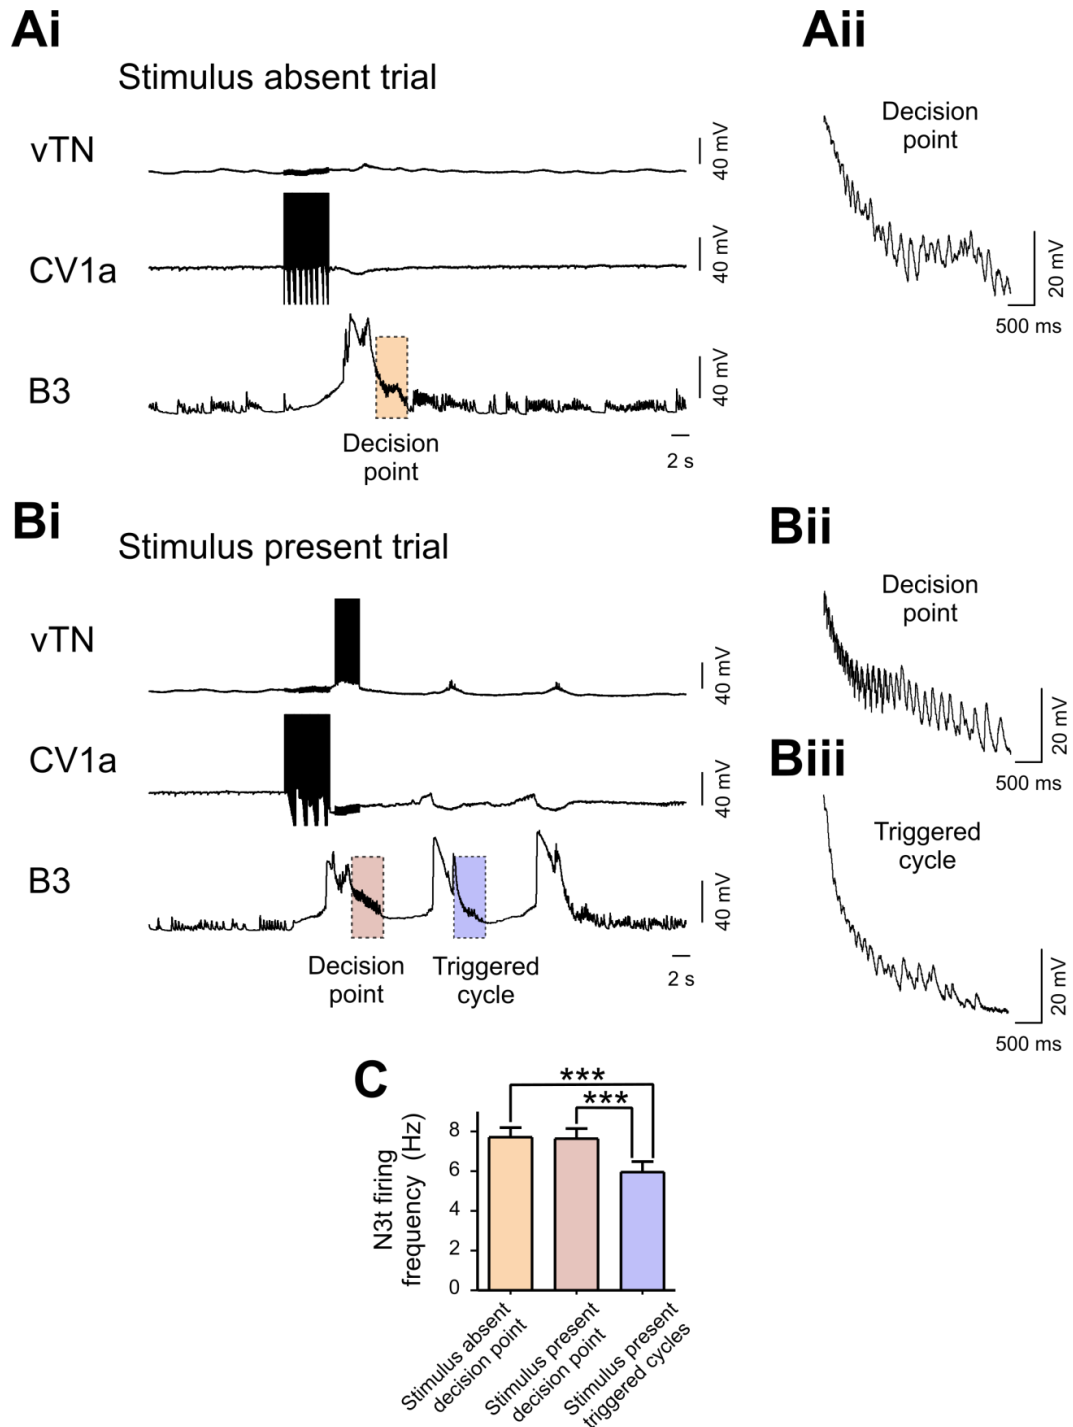 Ai
Stimulus absent trial
vTN
40 mV
CV1a
40 mV
B3
40 mV
Decision
point
2 s
Aii
Decision
point
20 mV
500 ms
Bi
Stimulus present trial
vTN
40 mV
CV1a
40 mV
B3
40 mV
Decision
point
Triggered
cycle
2 s
Bii
Decision
point
20 mV
500 ms
Biii
Triggered
cycle
20 mV
500 ms
C
***
***
N3t firing
frequency (Hz)
8
6
4
2
0
Stimulus absent
decision point
Stimulus present
decision point
Stimulus present
triggered cycles